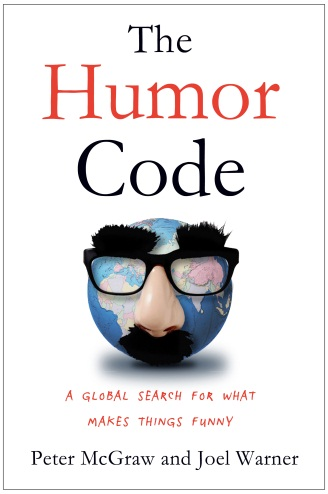 The
Humor
Code
A GLOBAL SEARCH FOR WHAT
MAKES THINGS FUNNY
Peter McGraw and Joel Warner